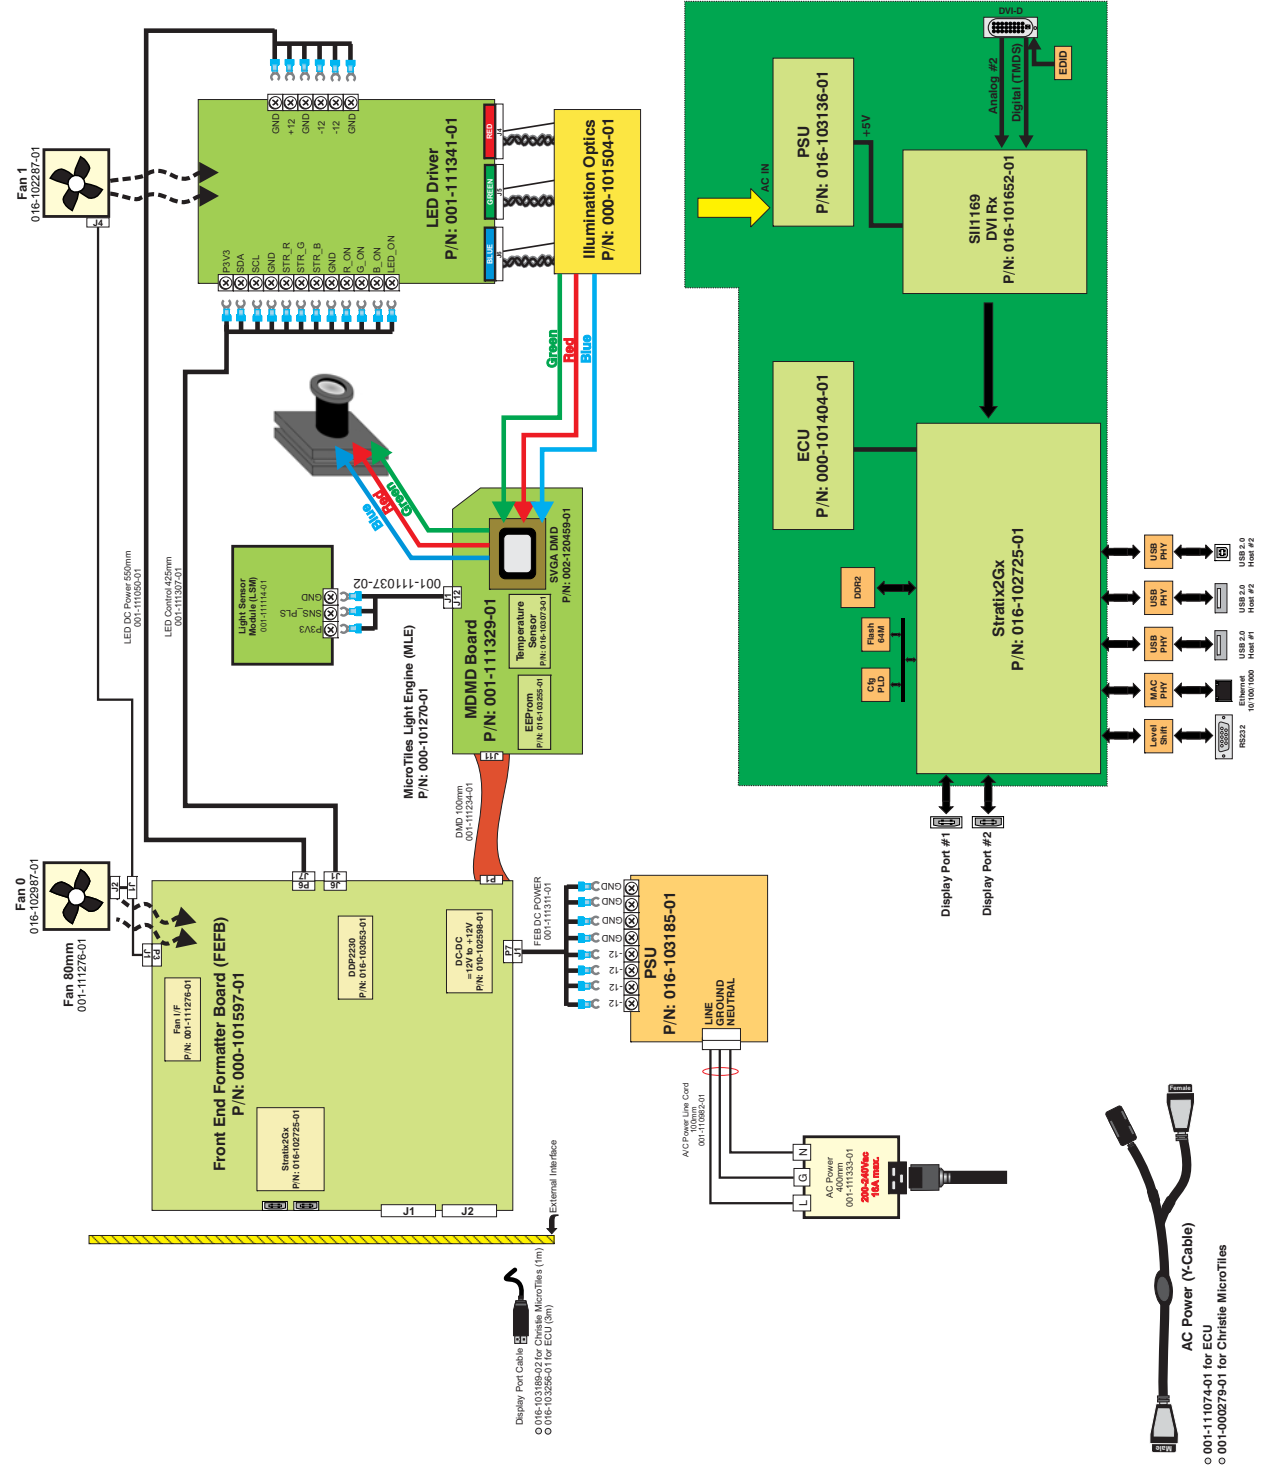 Fan 1
016-102287-01
J4
LED DC Power 550mm
001-111050-01
LED Control 425mm
001-111307-01
GND
+12
GND
-12
-12
GND
LED Driver
P/N: 001-111341-01
P3V3
SDA
SCL
GND
STR_R
STR_G
STR_B
GND
R_ON
G_ON
B_ON
LED_ON
RED
J4
GREEN
J5
BLUE
J6
Illumination Optics
P/N: 000-101504-01
Green
Red
Blue
Blue
Red
Green
Light Sensor
Module (LSM)
001-111114-01
GND
SNS_PLS
P3V3
001-111037-02
J1
J12
MicroTiles Light Engine (MLE)
P/N: 000-101270-01
MDMD Board
P/N: 001-111329-01
SVGA DMD
P/N: 002-120459-01
Temperature
Sensor
P/N: 016-103073-01
EEProm
P/N: 016-103255-01
J11
DMD 100mm
001-111234-01
P1
Fan 0
016-102987-01
J2
J1
Fan 80mm
001-111276-01
J1
P3
J7
P6
J1
J6
Front End Formatter Board (FEFB)
P/N: 000-101597-01
Fan I/F
P/N: 001-111276-01
DDP2230
P/N: 016-103053-01
DC-DC
=12V to +12V
P/N: 010-102598-01
Stratix2Gx
P/N: 016-102725-01
J1
J2
P7
J1
FEB DC POWER
001-111311-01
GND
GND
GND
GND
-12
-12
-12
-12
PSU
P/N: 016-103185-01
LINE
GROUND
NEUTRAL
A/C Power Line Cord
100mm
001-110982-01
L
G
N
AC Power
400mm
001-111333-01
200-240Vac
16A max.
External Interface
Display Port Cable
016-103189-02 for Christie MicroTiles (1m)
016-103256-01 for ECU (3m)
DVI-D
EDID
Analog #2
Digital (TMDS)
AC IN
PSU
P/N: 016-103136-01
+5V
SII1169
DVI Rx
P/N: 016-101652-01
ECU
P/N: 000-101404-01
Stratix2Gx
P/N: 016-102725-01
DDR2
Flash
64M
Cfg
PLD
USB
PHY
USB 2.0
Host #2
USB
PHY
USB 2.0
Host #2
USB
PHY
USB 2.0
Host #1
MAC
PHY
Ethernet
10/100/1000
Level
Shift
RS232
Display Port #1
Display Port #2
Female
Male
AC Power (Y-Cable)
001-111074-01 for ECU
001-000279-01 for Christie MicroTiles